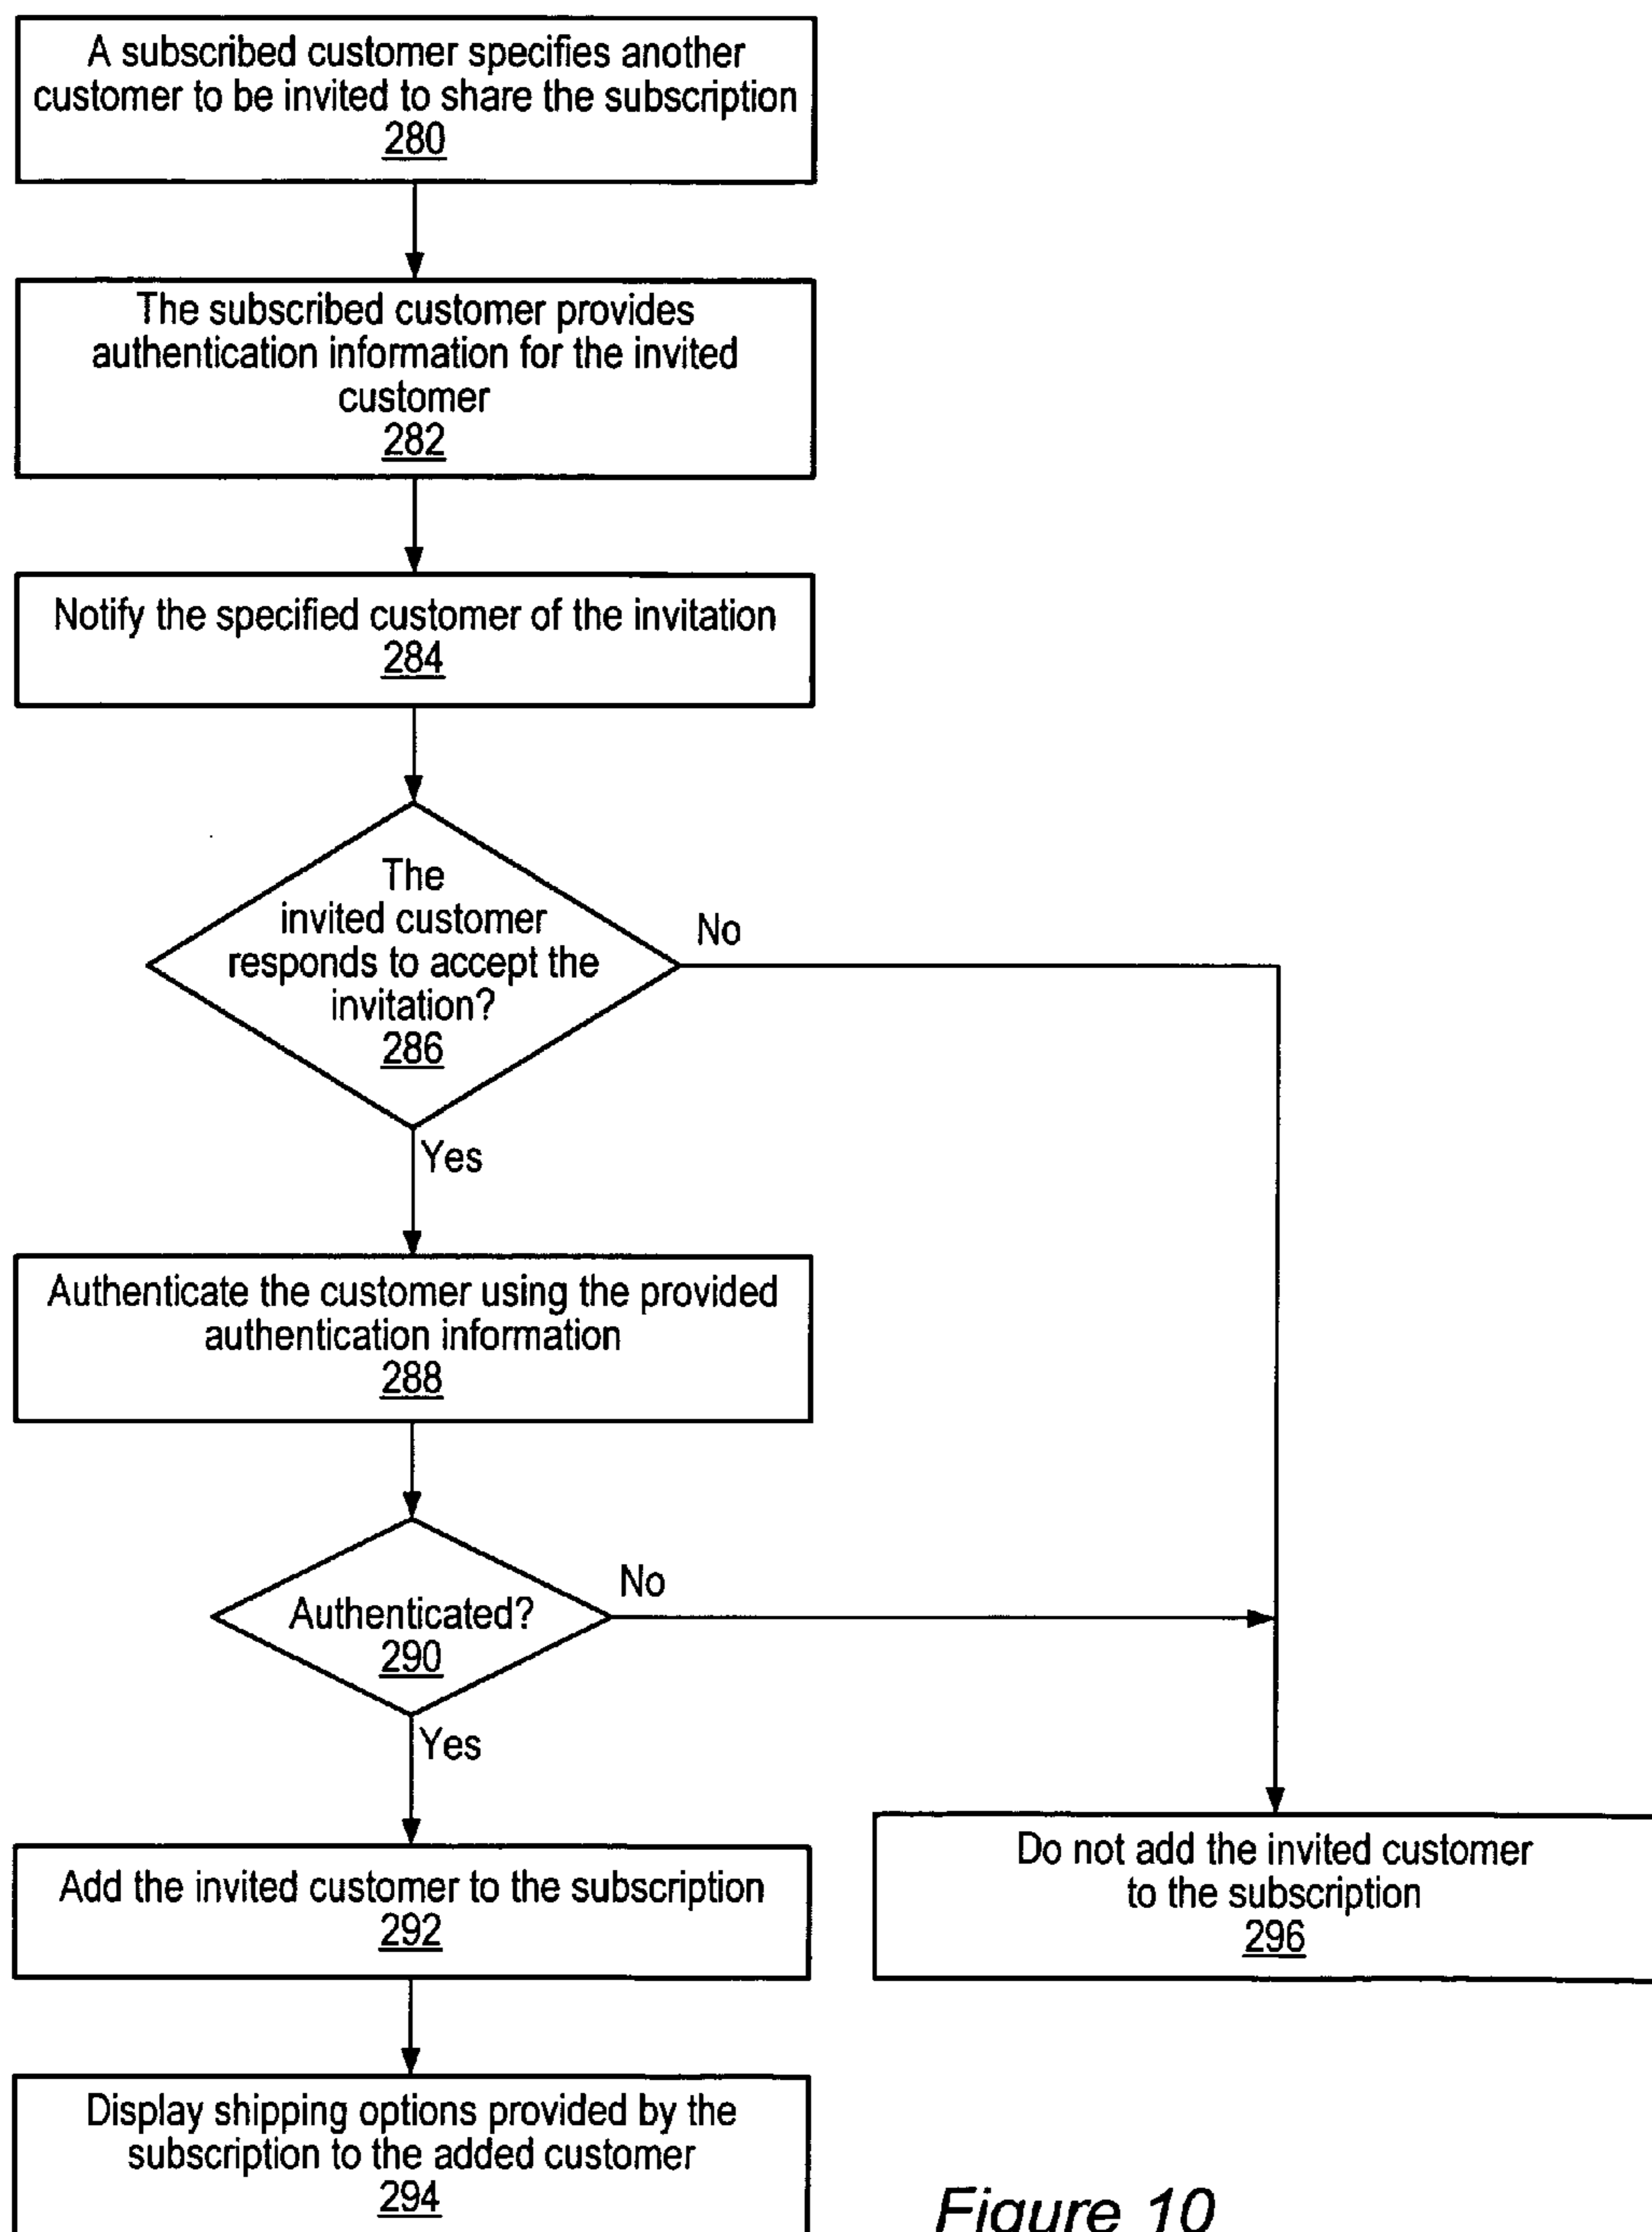 A subscribed customer specifies another
customer to be invited to share the subscription
280
The subscribed customer provides
authentication information for the invited
customer
282
Notify the specified customer of the invitation
284
The
invited customer
responds to accept the
invitation?
286
No
Yes
Authenticate the customer using the provided
authentication information
288
Authenticated?
290
No
Yes
Add the invited customer to the subscription
292
Do not add the invited customer
to the subscription
296
Display shipping options provided by the
subscription to the added customer
294
Figure 10